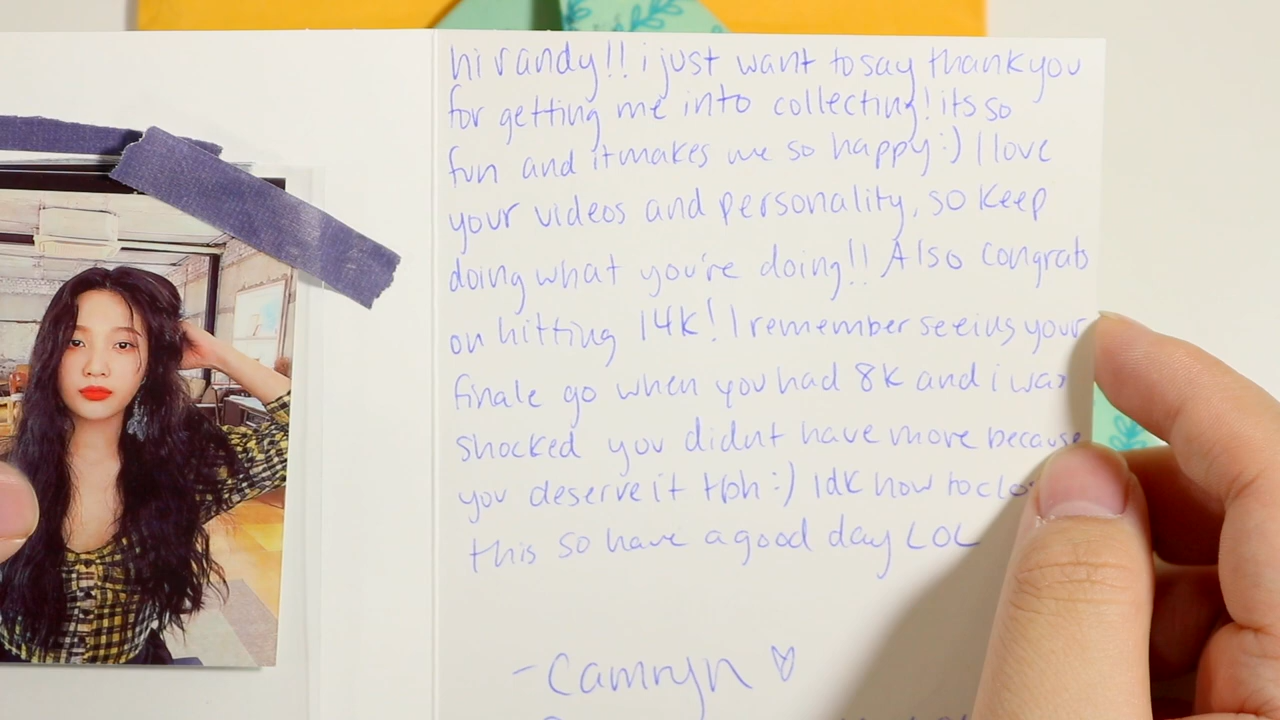 hi randy!! i just want to say thankyou
for getting me into collecting! its so
fun and it makes me so happy :) I love
your videos and personality, so keep
doing what you're doing!! Also congrats
on hitting 14k! I remember seeing your
finale go when you had 8k and i was
shocked you didnt have more because
you deserve it tbh :) Idk how to
this so have a good day LOL
- Camryn ♡